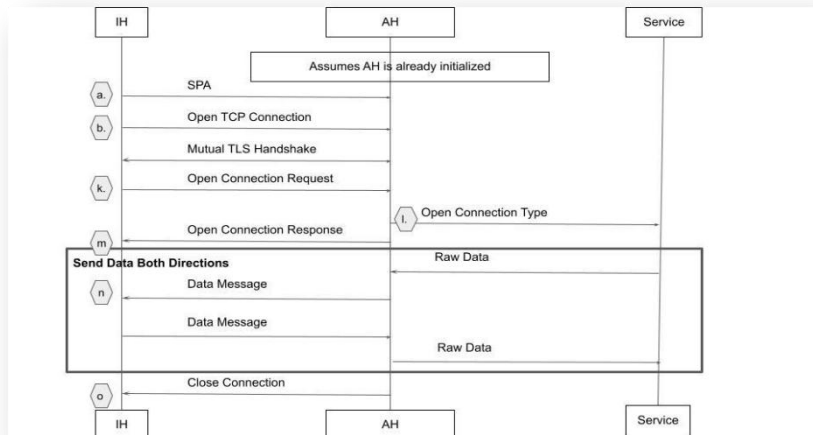 IH
AH
Service
Assumes AH is already initialized
a.
SPA
b.
Open TCP Connection
Mutual TLS Handshake
k.
Open Connection Request
l.
Open Connection Type
m
Open Connection Response
Send Data Both Directions
Raw Data
n
Data Message
Data Message
Raw Data
o
Close Connection
IH
AH
Service